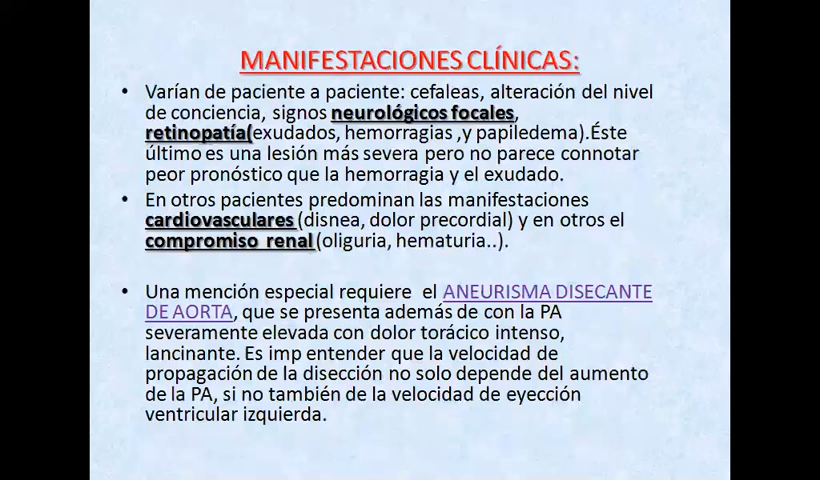 MANIFESTACIONES CLÍNICAS:
• Varían de paciente a paciente: cefaleas, alteración del nivel
de conciencia, signos neurológicos focales,
retinopatía(exudados, hemorragias ,y papiledema).Éste
último es una lesión más severa pero no parece connotar
peor pronóstico que la hemorragia y el exudado.
• En otros pacientes predominan las manifestaciones
cardiovasculares (disnea, dolor precordial) y en otros el
compromiso renal (oliguria, hematuria..).
• Una mención especial requiere el ANEURISMA DISECANTE
DE AORTA, que se presenta además de con la PA
severamente elevada con dolor torácico intenso,
lancinante. Es imp entender que la velocidad de
propagación de la disección no solo depende del aumento
de la PA, si no también de la velocidad de eyección
ventricular izquierda.